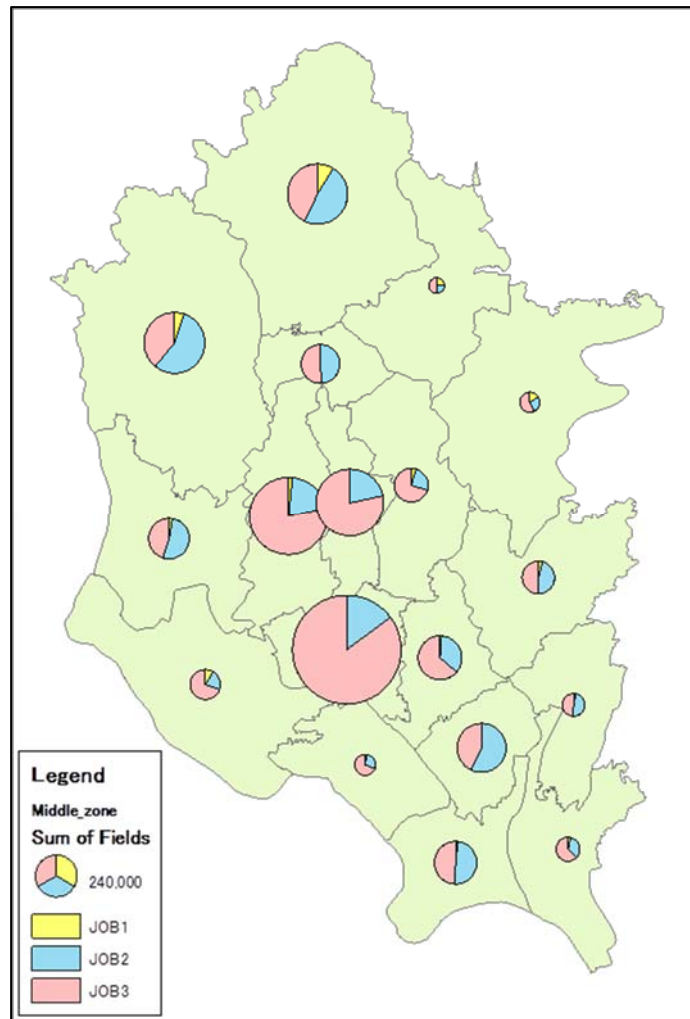 Legend
Middle_zone
Sum of Fields
240,000
JOB1
JOB2
JOB3